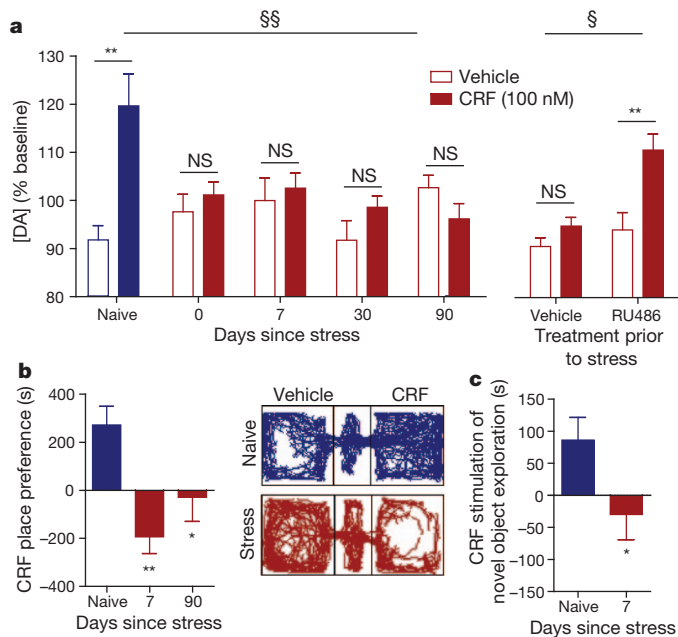 a
§§
§
130
120
110
100
90
80
[DA] (% baseline)
**
NS
NS
NS
NS
Vehicle
CRF (100 nM)
NS
**
Naive
0
7
30
90
Days since stress
Vehicle
RU486
Treatment prior
to stress
b
400
200
0
−200
−400
CRF place preference (s)
**
*
Naive
7
90
Days since stress
Vehicle
CRF
Naive
Stress
c
150
100
50
0
−50
−100
−150
CRF stimulation of
novel object exploration (s)
*
Naive
7
Days since stress